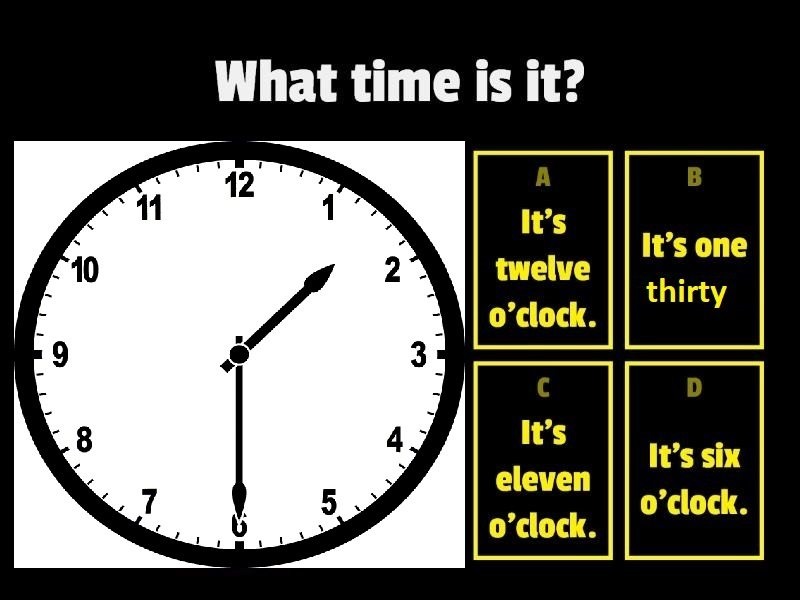 What time is it?
12
11
1
10
2
9
3
8
4
7
5
6
A
It's
twelve
o'clock.
B
It's one
thirty
C
It's
eleven
o'clock.
D
It's six
o'clock.